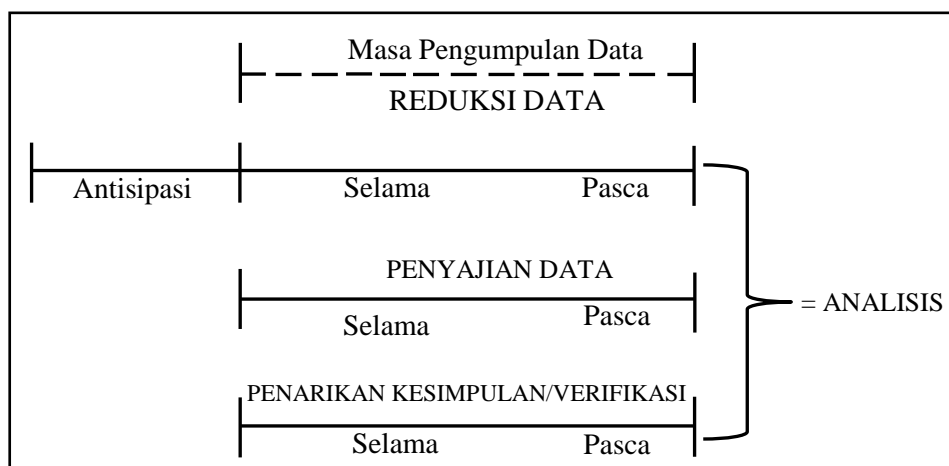 Masa Pengumpulan Data
REDUKSI DATA
Antisipasi Selama Pasca
PENYAJIAN DATA
Selama Pasca
= ANALISIS
PENARIKAN KESIMPULAN/VERIFIKASI
Selama Pasca